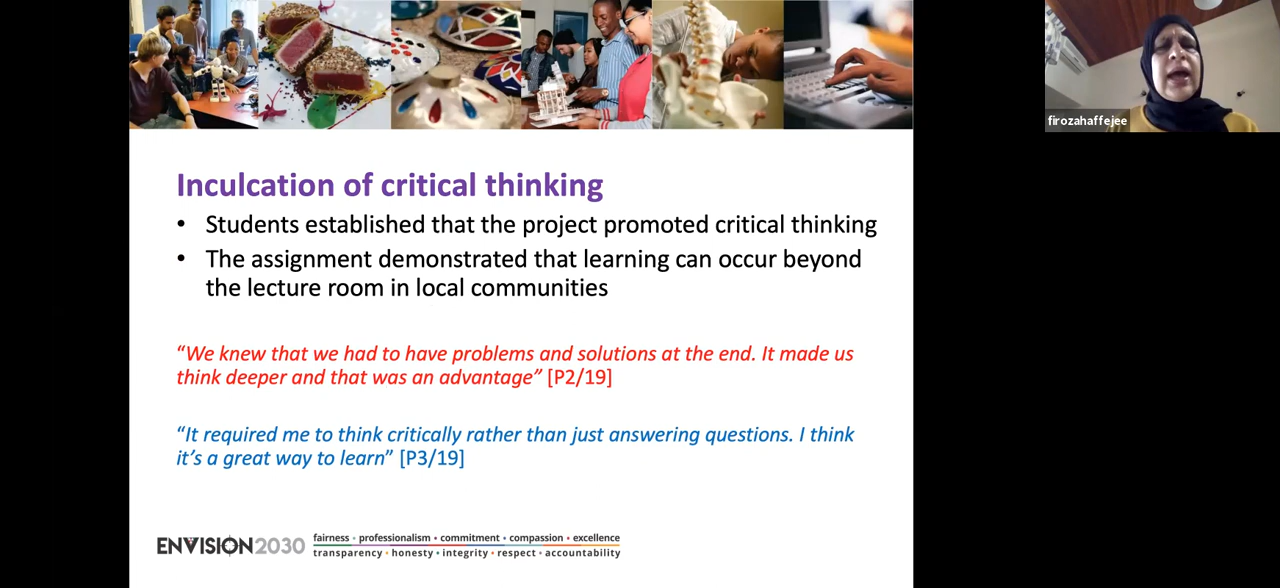 firozahaffejee
Inculcation of critical thinking
• Students established that the project promoted critical thinking
• The assignment demonstrated that learning can occur beyond
the lecture room in local communities
“We knew that we had to have problems and solutions at the end. It made us
think deeper and that was an advantage” [P2/19]
“It required me to think critically rather than just answering questions. I think
it’s a great way to learn” [P3/19]
ENVISION2030
fairness • professionalism • commitment • compassion • excellence
transparency • honesty • integrity • respect • accountability